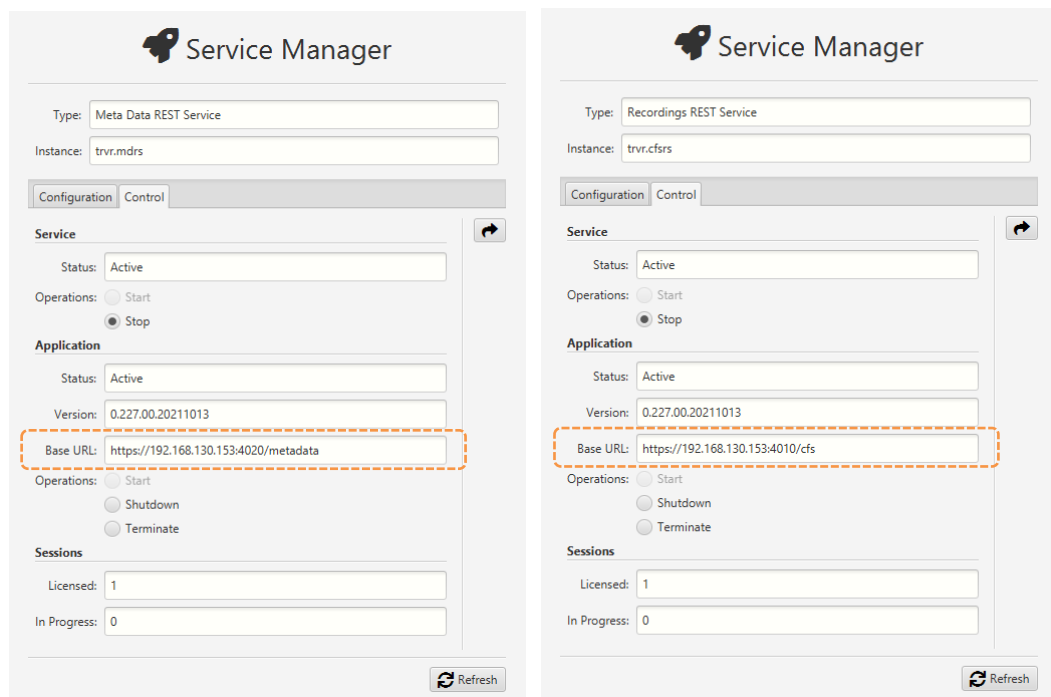 Service Manager
Type: Meta Data REST Service
Instance: trvr.mdrs
Configuration Control
Service
Status: Active
Operations: Start
Stop
Application
Status: Active
Version: 0.227.00.20211013
Base URL: https://192.168.130.153:4020/metadata
Operations: Start
Shutdown
Terminate
Sessions
Licensed: 1
In Progress: 0
Refresh
Service Manager
Type: Recordings REST Service
Instance: trvr.cfsrs
Configuration Control
Service
Status: Active
Operations: Start
Stop
Application
Status: Active
Version: 0.227.00.20211013
Base URL: https://192.168.130.153:4010/cfs
Operations: Start
Shutdown
Terminate
Sessions
Licensed: 1
In Progress: 0
Refresh